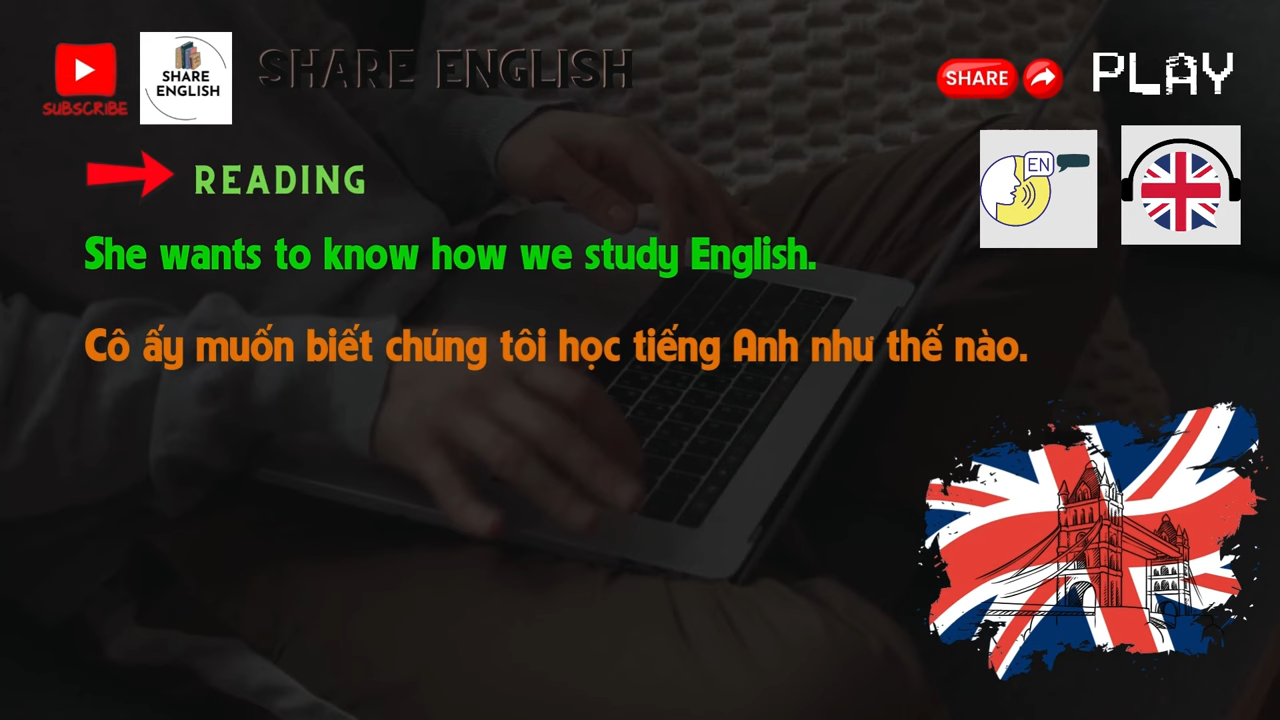 SUBSCRIBE
SHARE
ENGLISH
SHARE ENGLISH
SHARE
PLAY
EN
READING
She wants to know how we study English.
Cô ấy muốn biết chúng tôi học tiếng Anh như thế nào.